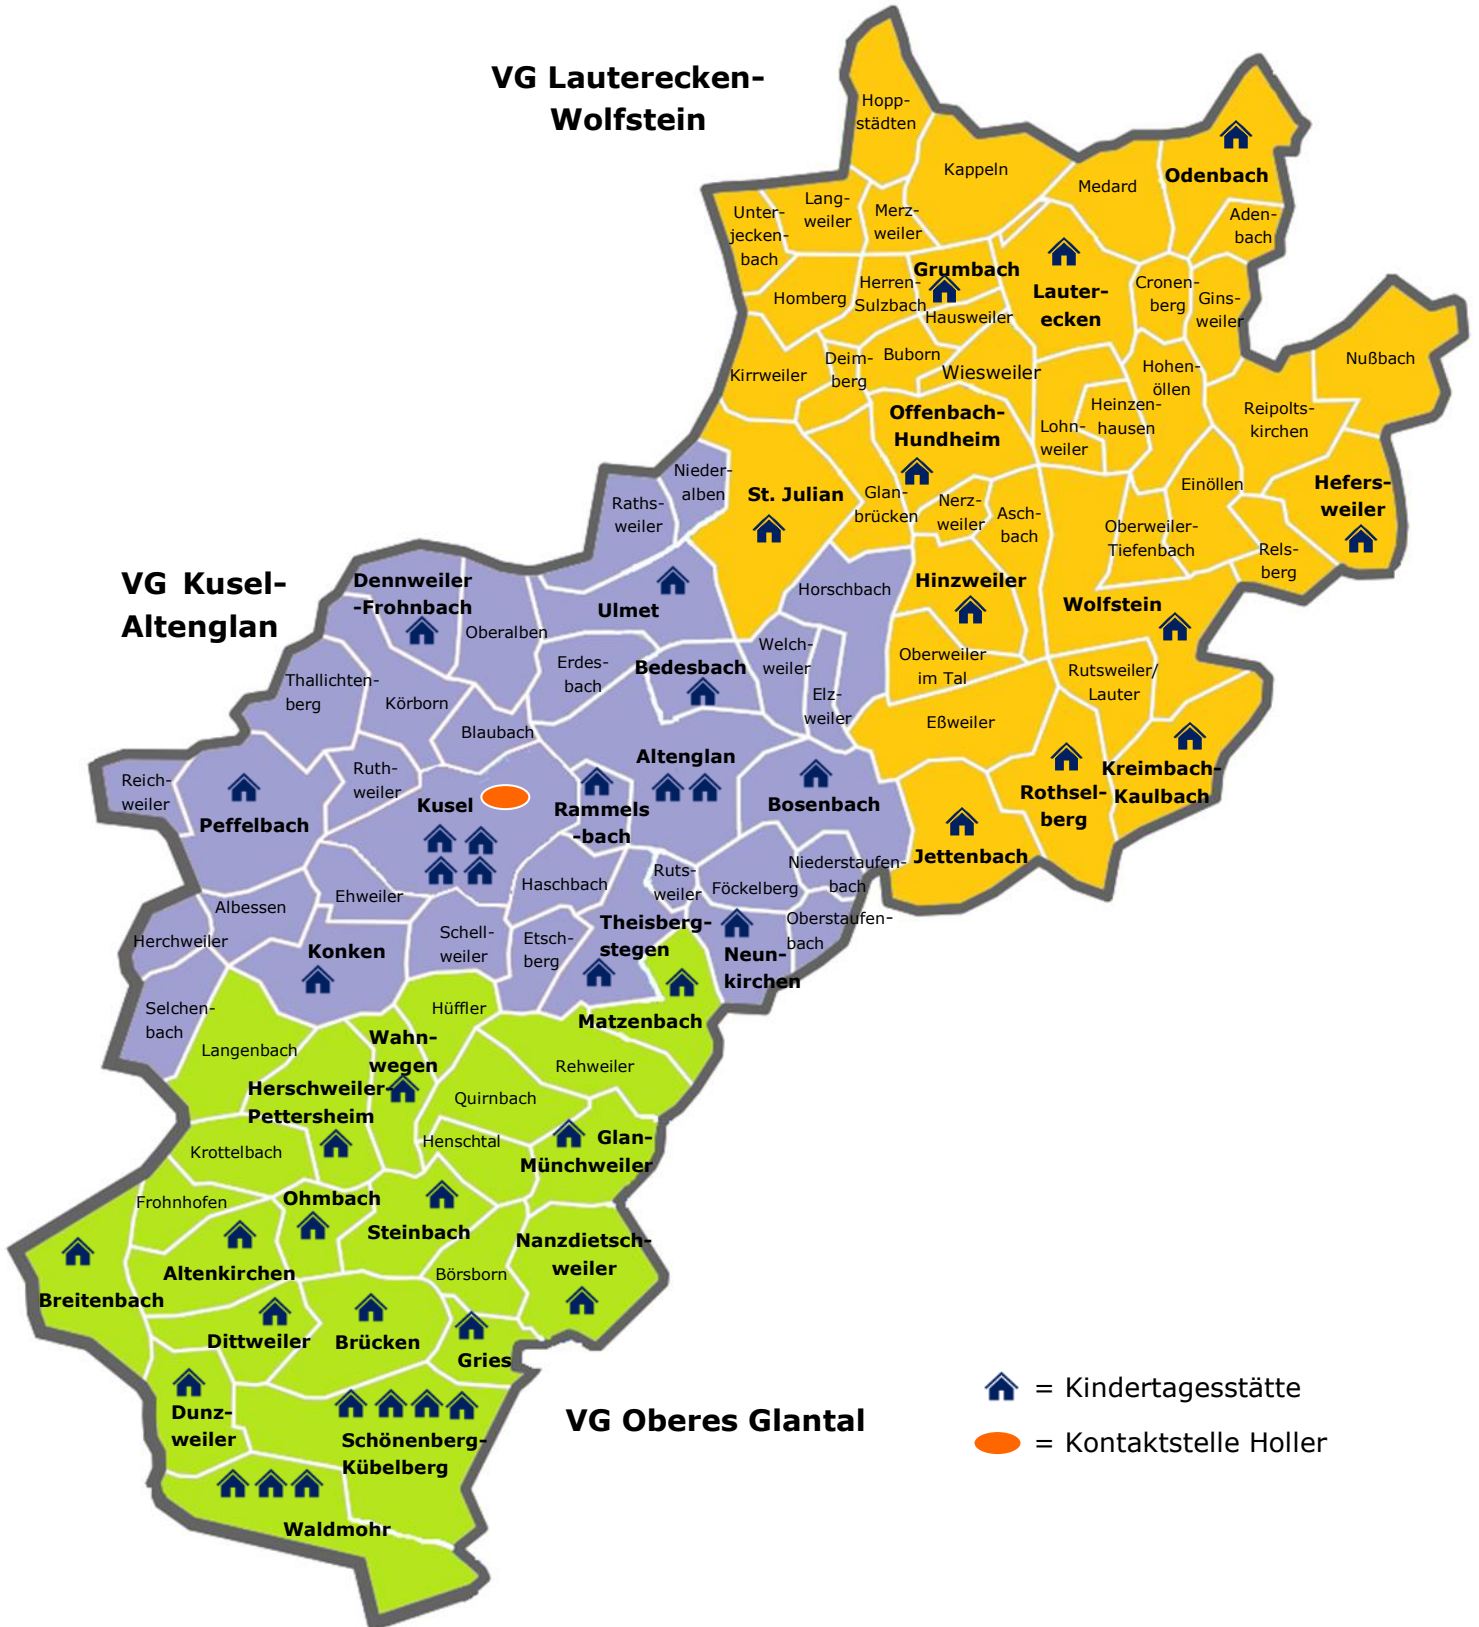 VG Lauterecken-
Wolfstein
Hopp-
städten
Kappeln
Medard
Odenbach
Aden-
bach
Lang-
weiler
Merz-
weiler
Unter-
jecken-
bach
Grumbach
Lauter-
ecken
Cronen-
berg
Gins-
weiler
Homberg
Herren-
Sulzbach
Hausweiler
Nußbach
Kirrweiler
Deim-
berg
Buborn
Wiesweiler
Hohen-
öllen
Heinzen-
hausen
Reipolts-
kirchen
Offenbach-
Hundheim
Lohn-
weiler
Einöllen
Hefers-
weiler
Nieder-
alben
Raths-
weiler
St. Julian
Glan-
brücken
Nerz-
weiler
Asch-
bach
Oberweiler-
Tiefenbach
Rels-
berg
VG Kusel-
Altenglan
Dennweiler
-Frohnbach
Oberalben
Ulmet
Horschbach
Hinzweiler
Wolfstein
Erdes-
bach
Bedesbach
Welch-
weiler
Elz-
weiler
Oberweiler
im Tal
Rutsweiler/
Lauter
Thallichten-
berg
Körborn
Blaubach
Eßweiler
Reich-
weiler
Peffelbach
Ruth-
weiler
Kusel
Rammels
-bach
Altenglan
Bosenbach
Rothsel-
berg
Kreimbach-
Kaulbach
Jettenbach
Albessen
Ehweiler
Haschbach
Ruts-
weiler
Föckelberg
Niederstaufen-
bach
Herchweiler
Konken
Schell-
weiler
Etsch-
berg
Theisberg-
stegen
Neun-
kirchen
Oberstaufen-
bach
Selchen-
bach
Langenbach
Hüffler
Matzenbach
Wahn-
wegen
Rehweiler
Herschweiler-
Pettersheim
Quirnbach
Krottelbach
Henschtal
Glan-
Münchweiler
Frohnhofen
Ohmbach
Steinbach
Nanzdietsch-
weiler
Altenkirchen
Börsborn
Breitenbach
Dittweiler
Brücken
Gries
Dunz-
weiler
Schönenberg-
Kübelberg
VG Oberes Glantal
Waldmohr
= Kindertagesstätte
= Kontaktstelle Holler